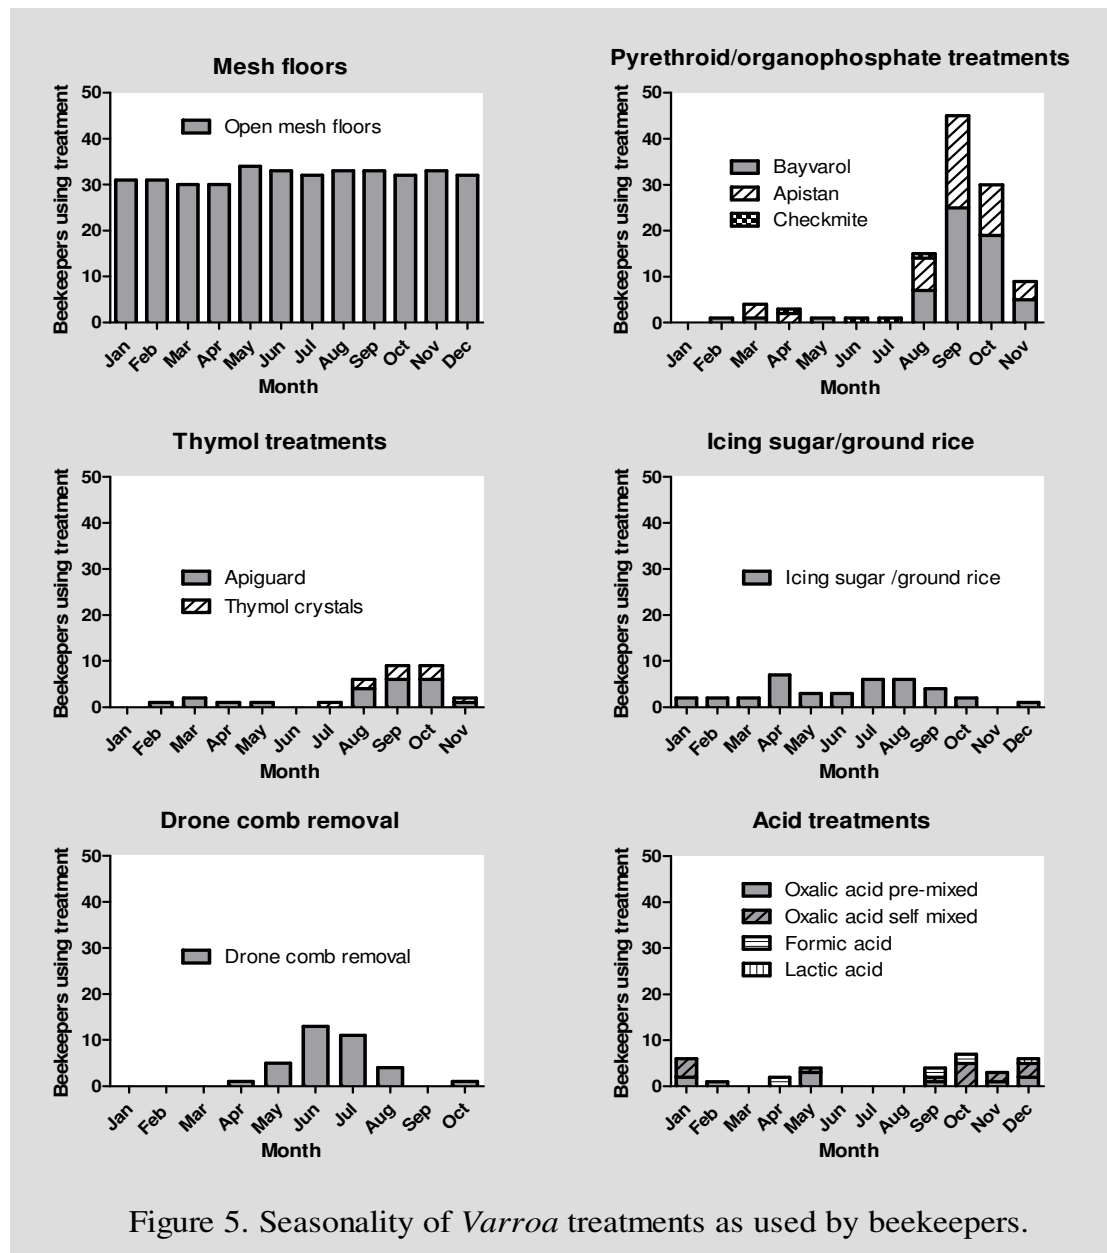 Mesh floors
Beekeepers using treatment
50
40
30
20
10
0
Open mesh floors
Jan Feb Mar Apr May Jun Jul Aug Sep Oct Nov Dec
Month
Pyrethroid/organophosphate treatments
Beekeepers using treatment
50
40
30
20
10
0
Bayvarol
Apistan
Checkmite
Jan Feb Mar Apr May Jun Jul Aug Sep Oct Nov
Month
Thymol treatments
Beekeepers using treatment
50
40
30
20
10
0
Apiguard
Thymol crystals
Jan Feb Mar Apr May Jun Jul Aug Sep Oct Nov
Month
Icing sugar/ground rice
Beekeepers using treatment
50
40
30
20
10
0
Icing sugar /ground rice
Jan Feb Mar Apr May Jun Jul Aug Sep Oct Nov Dec
Month
Drone comb removal
Beekeepers using treatment
50
40
30
20
10
0
Drone comb removal
Jan Feb Mar Apr May Jun Jul Aug Sep Oct
Month
Acid treatments
Beekeepers using treatment
50
40
30
20
10
0
Oxalic acid pre-mixed
Oxalic acid self mixed
Formic acid
Lactic acid
Jan Feb Mar Apr May Jun Jul Aug Sep Oct Nov Dec
Month
Figure 5. Seasonality of Varroa treatments as used by beekeepers.